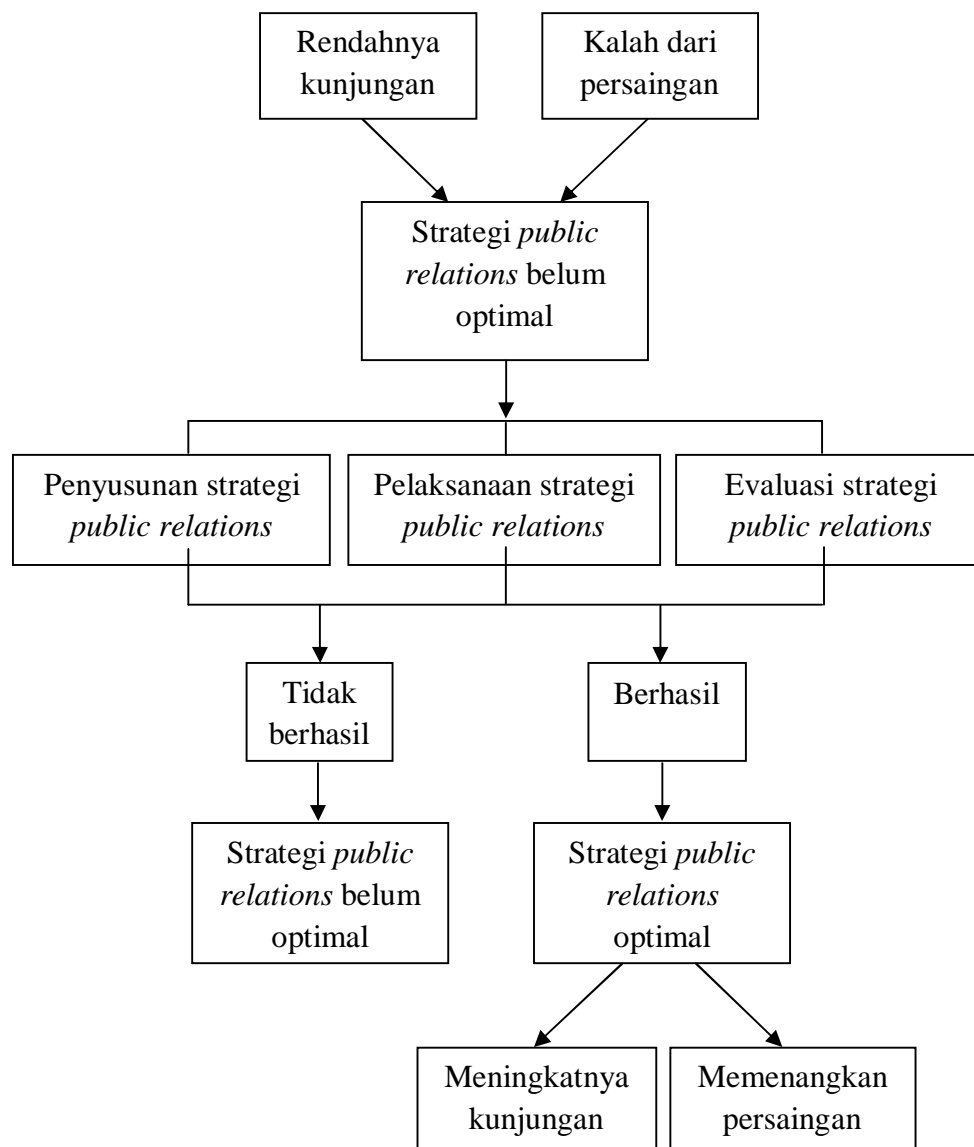 Rendahnya
kunjungan
Kalah dari
persaingan
Strategi public
relations belum
optimal
Penyusunan strategi
public relations
Pelaksanaan strategi
public relations
Evaluasi strategi
public relations
Tidak
berhasil
Berhasil
Strategi public
relations belum
optimal
Strategi public
relations
optimal
Meningkatnya
kunjungan
Memenangkan
persaingan